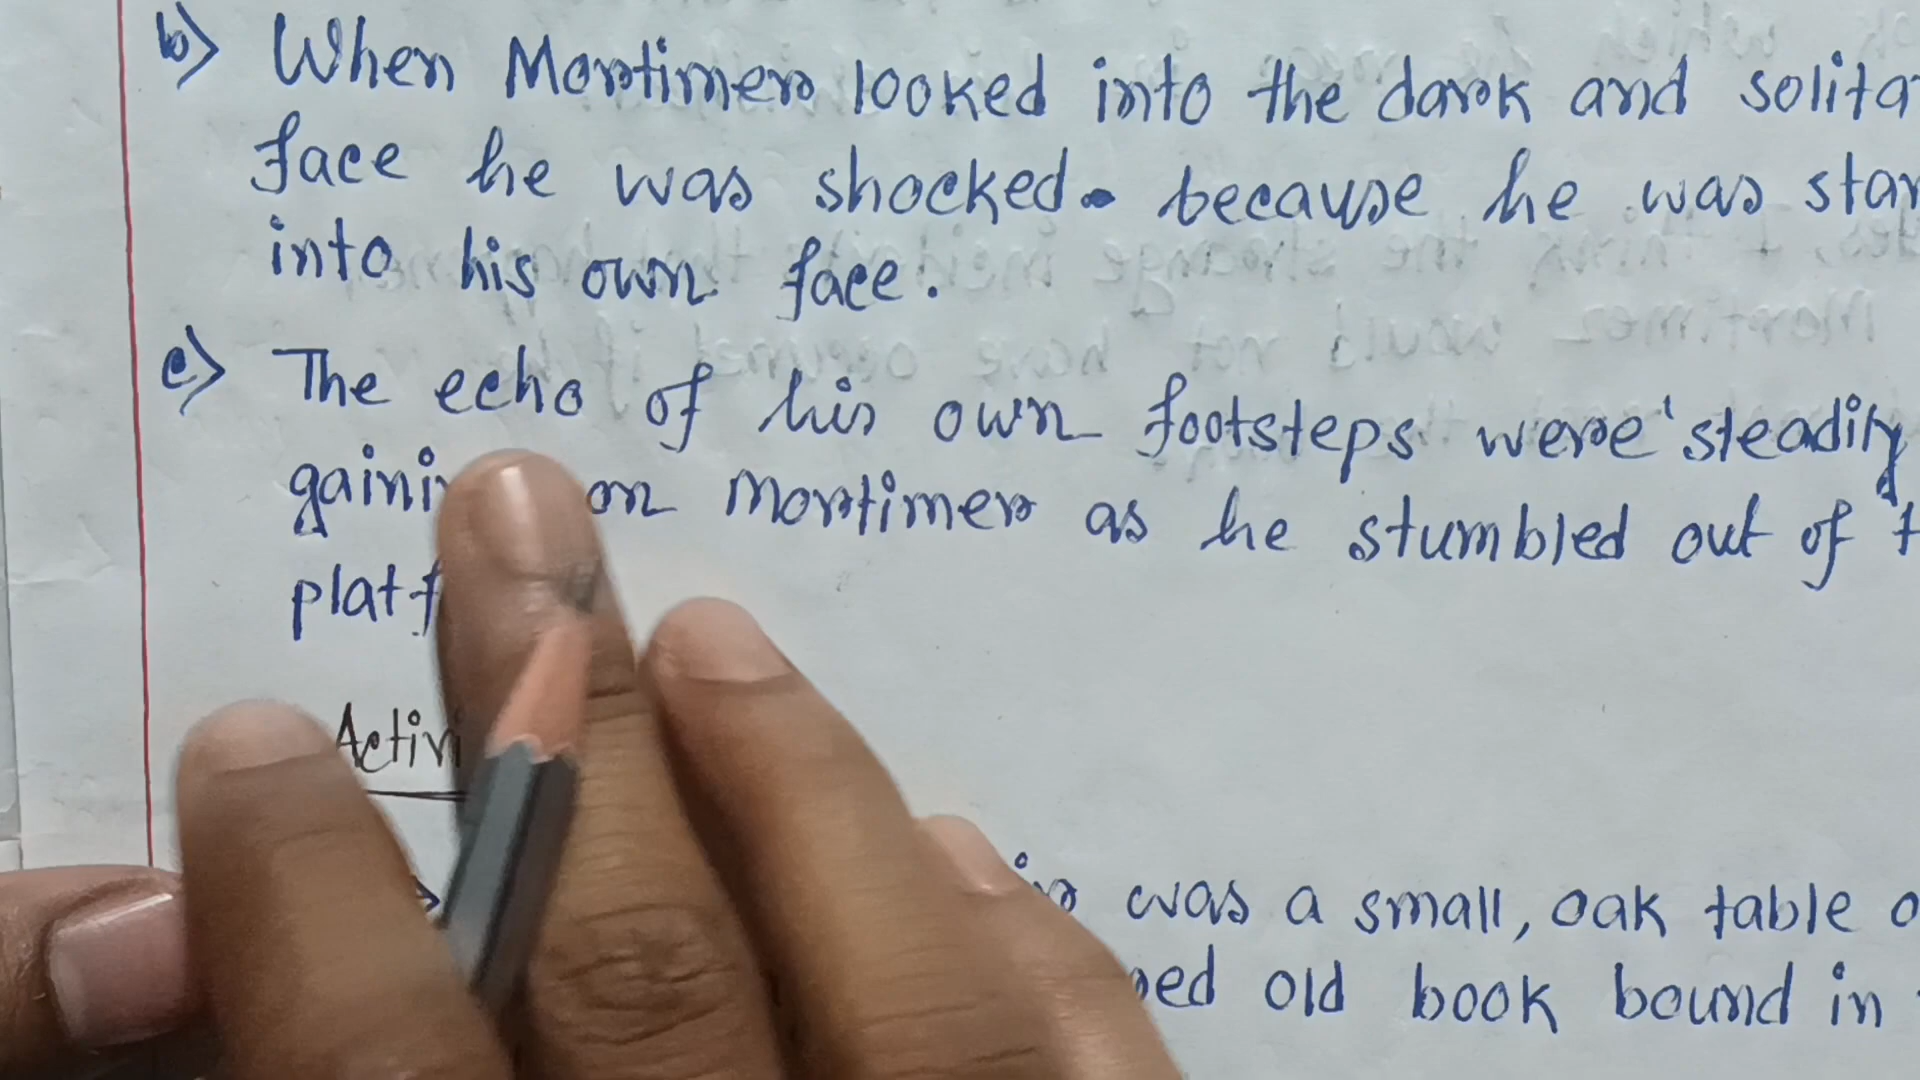 b) When Mortimer looked into the dark and
face he was shocked. because he was
into his own face.
c) The echo of his own footsteps were 'steadily
on Mortimer as he stumbled out of

was a small, oak table
old book bound in